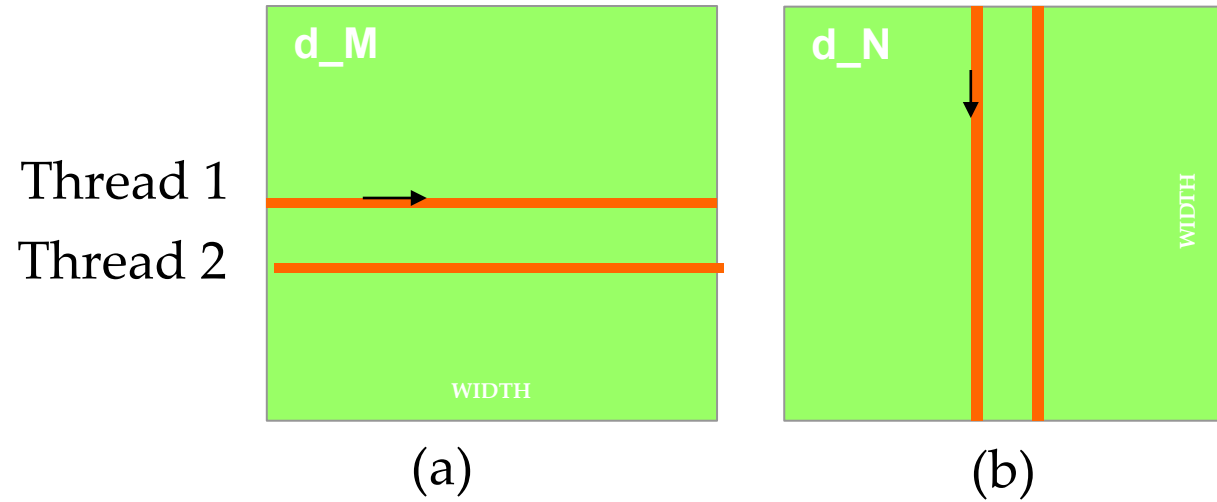 d_M
d_N
Thread 1
Thread 2
WIDTH
WIDTH
(a)
(b)